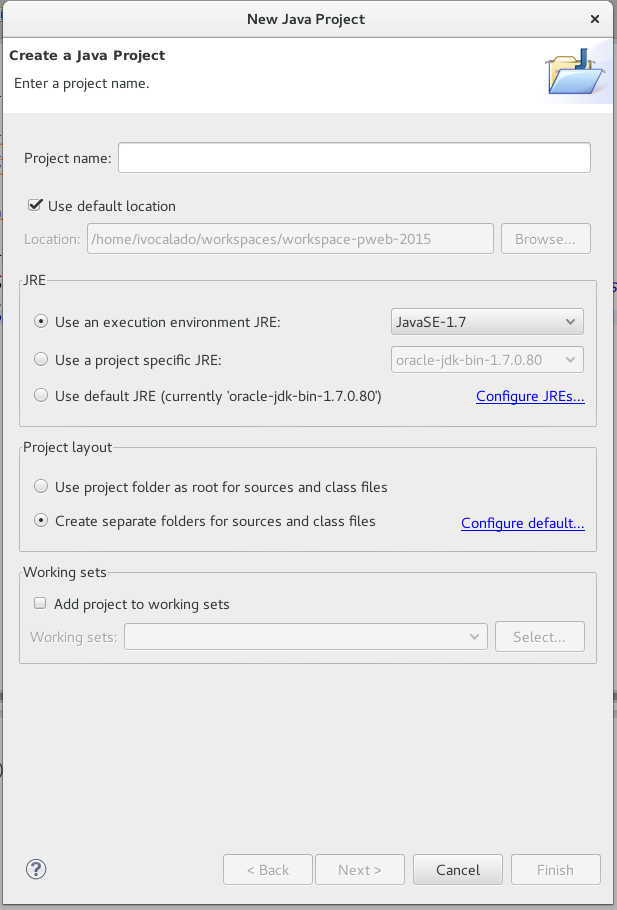 New Java Project
Create a Java Project
Enter a project name.
Project name:
Use default location
Location: /home/ivocalado/workspaces/workspace-pweb-2015 Browse...
JRE
Use an execution environment JRE: JavaSE-1.7
Use a project specific JRE: oracle-jdk-bin-1.7.0.80
Use default JRE (currently 'oracle-jdk-bin-1.7.0.80') Configure JREs...
Project layout
Use project folder as root for sources and class files
Create separate folders for sources and class files Configure default...
Working sets
Add project to working sets
Working sets: Select...
< Back Next > Cancel Finish